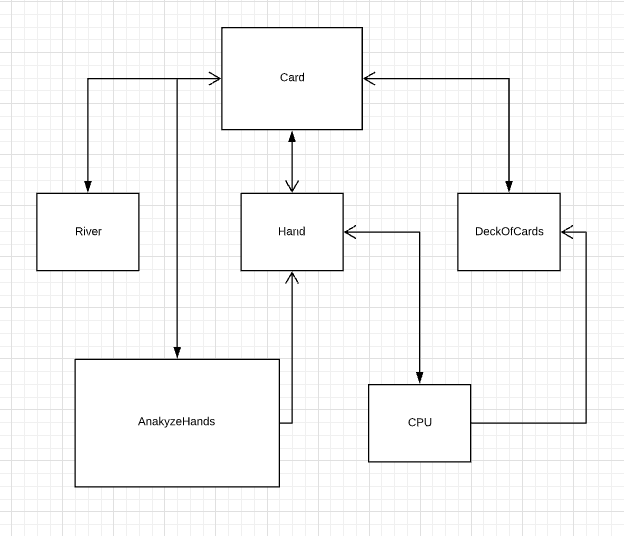 Card
River
Hand
DeckOfCards
AnakyzeHands
CPU